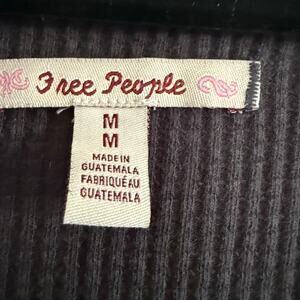 Free People
M
M
MADE IN
GUATEMALA
FABRIQUÉ AU
GUATEMALA